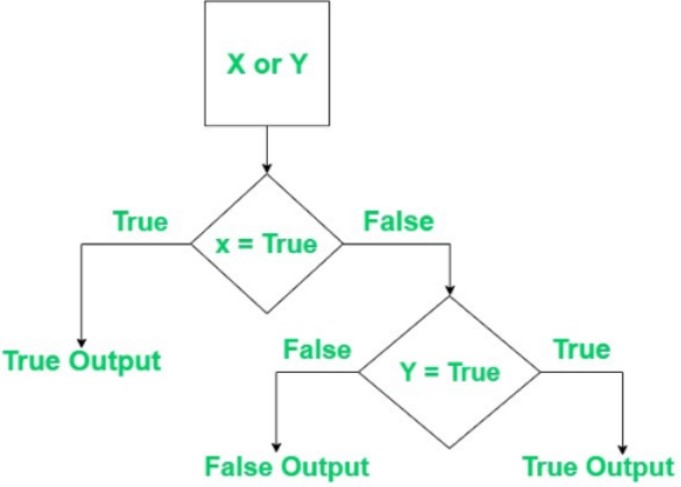 X or Y
True
x = True
False
True Output
False
Y = True
True
False Output
True Output